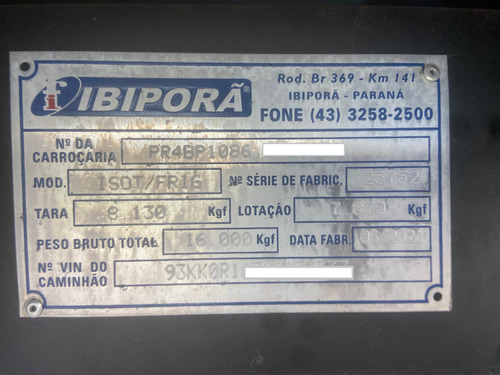 Rod. Br 369 - Km 141
fi IBIPORÃ®
IBIPORÃ - PARANÁ
FONE (43) 3258-2500
Nº DA CARROÇARIA PR4BP1086
MOD. ISOT/FRIG Nº SÉRIE DE FABRIC.
TARA 8 130 Kgf LOTAÇÃO Kgf
PESO BRUTO TOTAL 16 000 Kgf DATA FABR.
Nº VIN DO CAMINHÃO 93KK0R1